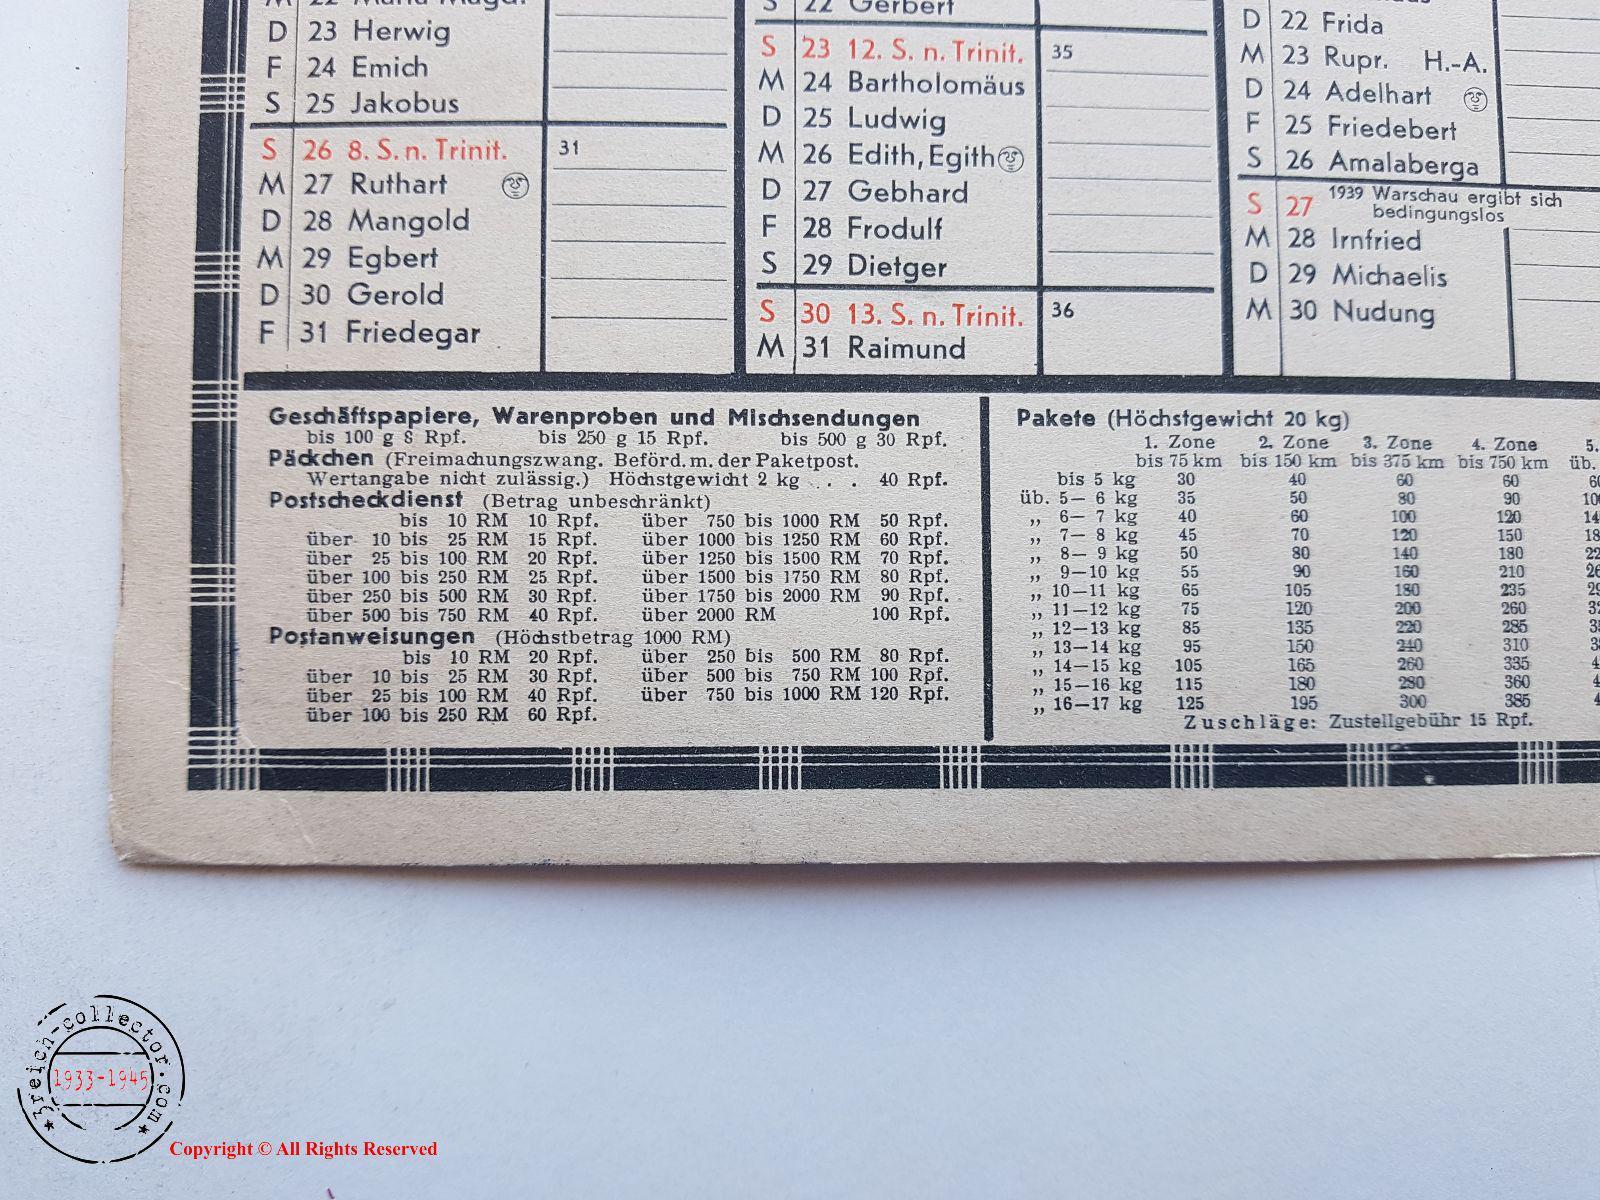 D 23 Herwig
F 24 Emich
S 25 Jakobus
S 26 8. S. n. Trinit. 31
M 27 Ruthart
D 28 Mangold
M 29 Egbert
D 30 Gerold
F 31 Friedegar
S 22 Gerbert
S 23 12. S. n. Trinit. 35
M 24 Bartholomäus
D 25 Ludwig
M 26 Edith, Egith
D 27 Gebhard
F 28 Frodulf
S 29 Dietger
S 30 13. S. n. Trinit. 36
M 31 Raimund
D 22 Frida
M 23 Rupr. H.-A.
D 24 Adelhart
F 25 Friedebert
S 26 Amalaberga
S 27 1939 Warschau ergibt sich
bedingungslos
M 28 Irnfried
D 29 Michaelis
M 30 Nudung
Geschäftspapiere, Warenproben und Mischsendungen
bis 100 g 8 Rpf. bis 250 g 15 Rpf. bis 500 g 30 Rpf.
Päckchen (Freimachungszwang. Beförd. m. der Paketpost.
Wertangabe nicht zulässig.) Höchstgewicht 2 kg . . . 40 Rpf.
Postscheckdienst (Betrag unbeschränkt)
bis 10 RM 10 Rpf. über 750 bis 1000 RM 50 Rpf.
über 10 bis 25 RM 15 Rpf. über 1000 bis 1250 RM 60 Rpf.
über 25 bis 100 RM 20 Rpf. über 1250 bis 1500 RM 70 Rpf.
über 100 bis 250 RM 25 Rpf. über 1500 bis 1750 RM 80 Rpf.
über 250 bis 500 RM 30 Rpf. über 1750 bis 2000 RM 90 Rpf.
über 500 bis 750 RM 40 Rpf. über 2000 RM 100 Rpf.
Postanweisungen (Höchstbetrag 1000 RM)
bis 10 RM 20 Rpf. über 250 bis 500 RM 80 Rpf.
über 10 bis 25 RM 30 Rpf. über 500 bis 750 RM 100 Rpf.
über 25 bis 100 RM 40 Rpf. über 750 bis 1000 RM 120 Rpf.
über 100 bis 250 RM 60 Rpf.
Pakete (Höchstgewicht 20 kg)
1. Zone 2. Zone 3. Zone 4. Zone 5.
bis 75 km bis 150 km bis 375 km bis 750 km üb.
bis 5 kg 30 40 60 60
üb. 5— 6 kg 35 50 80 90
„ 6— 7 kg 40 60 100 120
„ 7— 8 kg 45 70 120 150
„ 8— 9 kg 50 80 140 180
„ 9—10 kg 55 90 160 210
„ 10—11 kg 65 105 180 235
„ 11—12 kg 75 120 200 260
„ 12—13 kg 85 135 220 285
„ 13—14 kg 95 150 240 310
„ 14—15 kg 105 165 260 335
„ 15—16 kg 115 180 280 360
„ 16—17 kg 125 195 300 385
Zuschläge: Zustellgebühr 15 Rpf.
3reich-collector.com
1933-1945
Copyright © All Rights Reserved